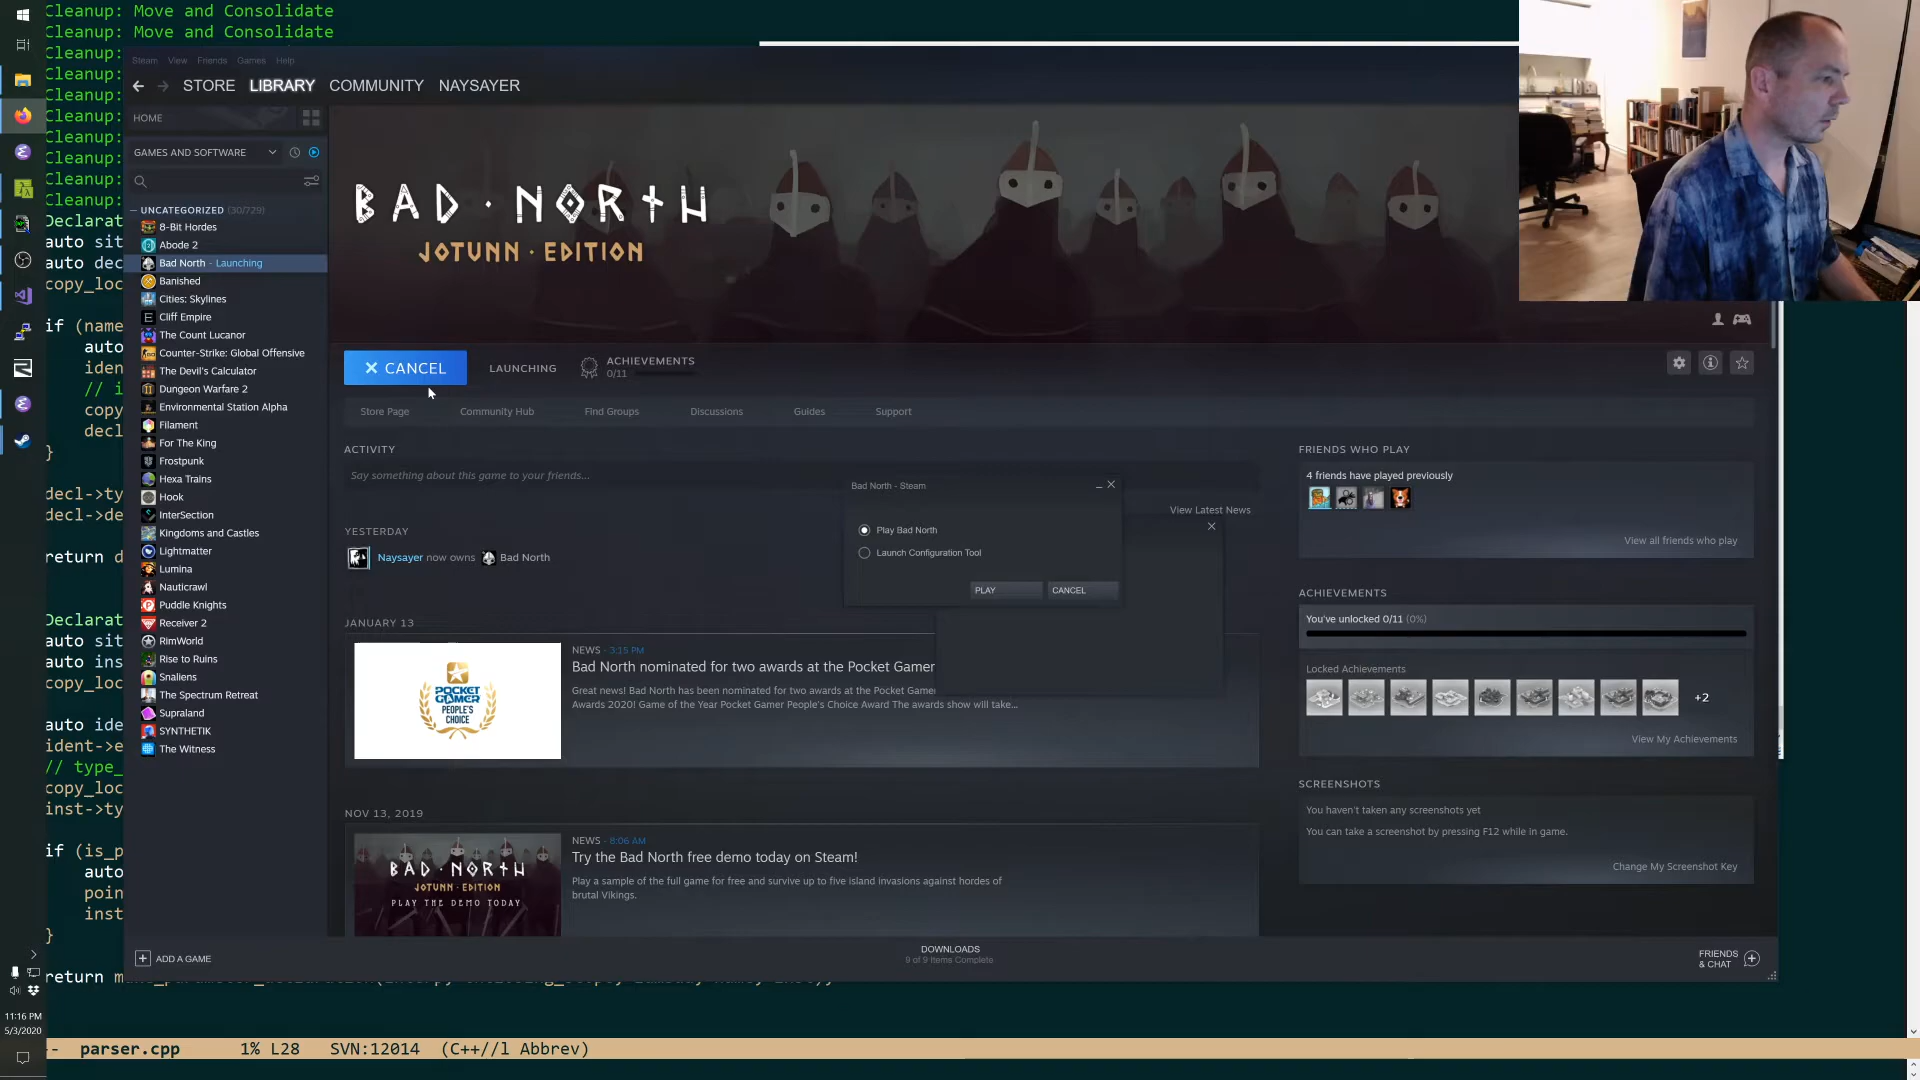 Cleanup: Move and Consolidate
Cleanup: Move and Consolidate
Cleanup:
Cleanup:
Cleanup:
Cleanup:
Cleanup:
Cleanup:
Cleanup:
Cleanup:
Declarat
auto sit
auto dec
copy_loc
if (name
auto
iden
// i
copy
decl
}
decl->ty
decl->de
return d
Declarat
auto sit
auto ins
copy_loc
auto ide
ident->e
// type_
copy_loc
inst->ty
if (is_p
auto
poin
inst
}
return m
Steam View Friends Games Help
STORE LIBRARY COMMUNITY NAYSAYER
HOME
GAMES AND SOFTWARE
UNCATEGORIZED (30/729)
8-Bit Hordes
Abode 2
Bad North - Launching
Banished
Cities: Skylines
Cliff Empire
The Count Lucanor
Counter-Strike: Global Offensive
The Devil's Calculator
Dungeon Warfare 2
Environmental Station Alpha
Filament
For The King
Frostpunk
Hexa Trains
Hook
InterSection
Kingdoms and Castles
Lightmatter
Lumina
Nauticrawl
Puddle Knights
Receiver 2
RimWorld
Rise to Ruins
Snaliens
The Spectrum Retreat
Supraland
SYNTHETIK
The Witness
BAD · NORTH
JOTUNN · EDITION
CANCEL
LAUNCHING
ACHIEVEMENTS
0/11
Store Page Community Hub Find Groups Discussions Guides Support
ACTIVITY
Say something about this game to your friends...
View Latest News
YESTERDAY
Naysayer now owns Bad North
Bad North - Steam
Play Bad North
Launch Configuration Tool
PLAY CANCEL
JANUARY 13
POCKET GAMER PEOPLE'S CHOICE
NEWS - 3:15 PM
Bad North nominated for two awards at the Pocket Gamer
Great news! Bad North has been nominated for two awards at the Pocket Gamer
Awards 2020! Game of the Year Pocket Gamer People's Choice Award The awards show will take...
NOV 13, 2019
BAD · NORTH
JOTUNN · EDITION
PLAY THE DEMO TODAY
NEWS - 8:06 AM
Try the Bad North free demo today on Steam!
Play a sample of the full game for free and survive up to five island invasions against hordes of
brutal Vikings.
FRIENDS WHO PLAY
4 friends have played previously
View all friends who play
ACHIEVEMENTS
You've unlocked 0/11 (0%)
Locked Achievements
+2
View My Achievements
SCREENSHOTS
You haven't taken any screenshots yet
You can take a screenshot by pressing F12 while in game.
Change My Screenshot Key
ADD A GAME
DOWNLOADS
9 of 9 Items Complete
FRIENDS
& CHAT
11:16 PM
5/3/2020
-- parser.cpp 1% L28 SVN:12014 (C++//l Abbrev)